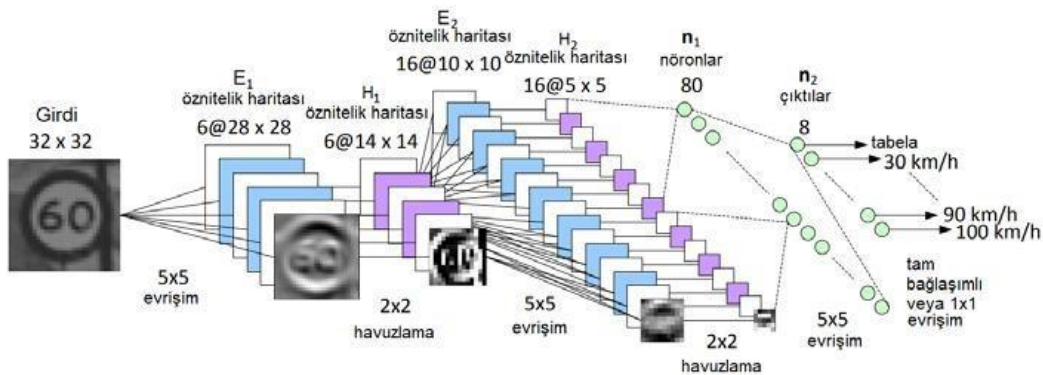 Girdi
32 x 32
60
5x5
evrişim
E1
öznitelik haritası
6@28 x 28
H1
öznitelik haritası
6@14 x 14
2x2
havuzlama
E2
öznitelik haritası
16@10 x 10
5x5
evrişim
H2
öznitelik haritası
16@5 x 5
2x2
havuzlama
n1
nöronlar
80
5x5
evrişim
n2
çıktılar
8
tabela
30 km/h
90 km/h
100 km/h
tam
bağlaşımlı
veya 1x1
evrişim